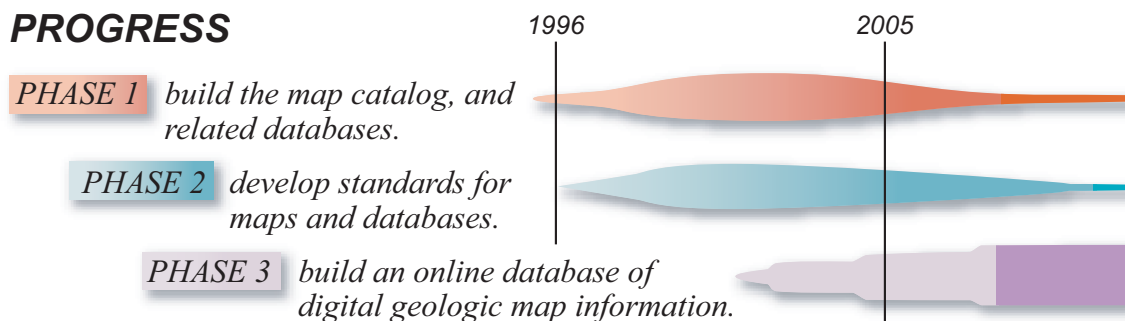 PROGRESS
1996
2005
PHASE 1 build the map catalog, and
related databases.
PHASE 2 develop standards for
maps and databases.
PHASE 3 build an online database of
digital geologic map information.